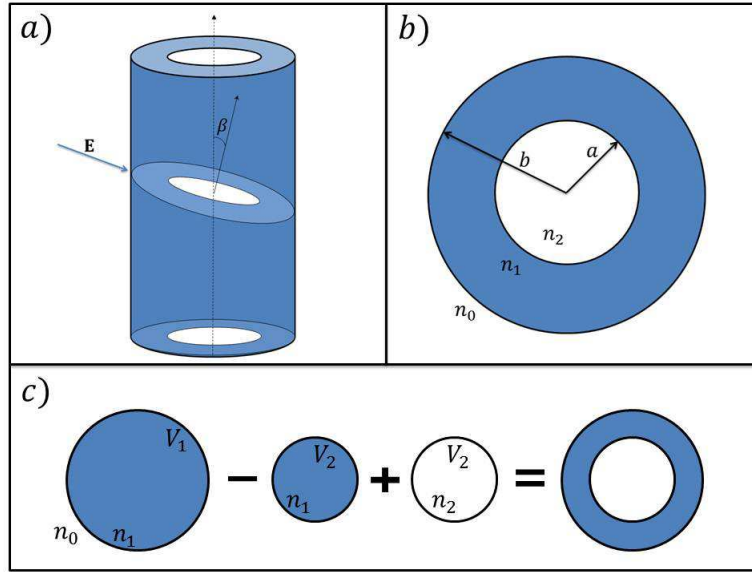 a)
β
E
b)
b
a
n₂
n₁
n₀
c)
V₁
n₀
n₁
−
V₂
n₁
+
V₂
n₂
=